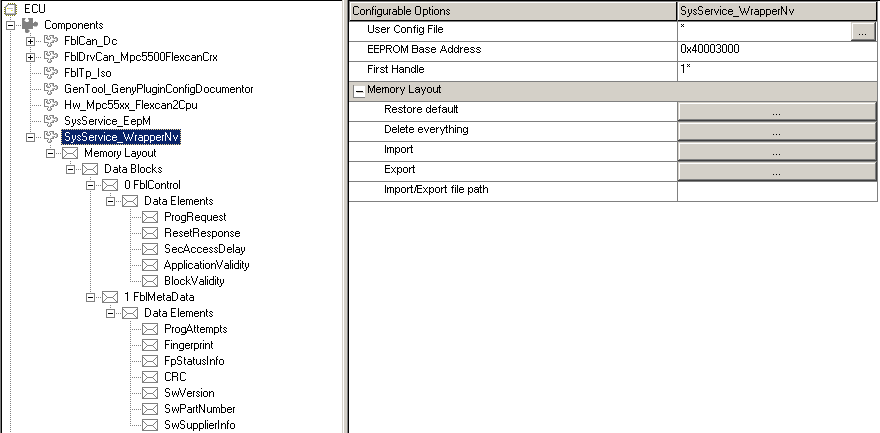 ECU
Components
FblCan_Dc
FblDrvCan_Mpc5500FlexcanCrx
FblTp_Iso
GenTool_GenyPluginConfigDocumentor
Hw_Mpc55xx_Flexcan2Cpu
SysService_EepM
SysService_WrapperNv
Memory Layout
Data Blocks
0 FblControl
Data Elements
ProgRequest
ResetResponse
SecAccessDelay
ApplicationValidity
BlockValidity
1 FblMetaData
Data Elements
ProgAttempts
Fingerprint
FpStatusInfo
CRC
SwVersion
SwPartNumber
SwSupplierInfo
Configurable Options SysService_WrapperNv
User Config File * ...
EEPROM Base Address 0x40003000
First Handle 1*
Memory Layout
Restore default ...
Delete everything ...
Import ...
Export ...
Import/Export file path